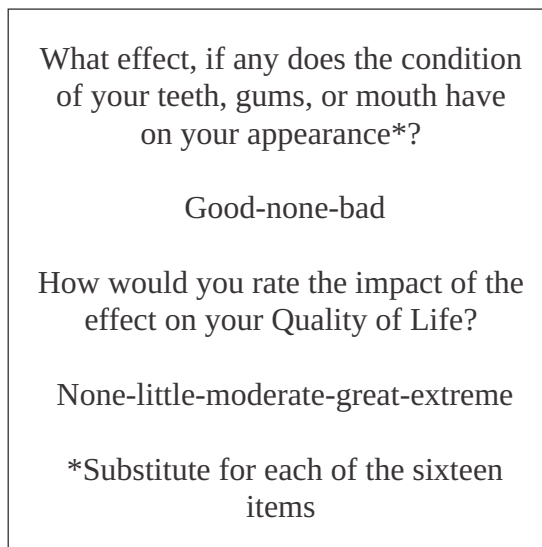 What effect, if any does the condition
of your teeth, gums, or mouth have
on your appearance*?
Good-none-bad
How would you rate the impact of the
effect on your Quality of Life?
None-little-moderate-great-extreme
*Substitute for each of the sixteen
items